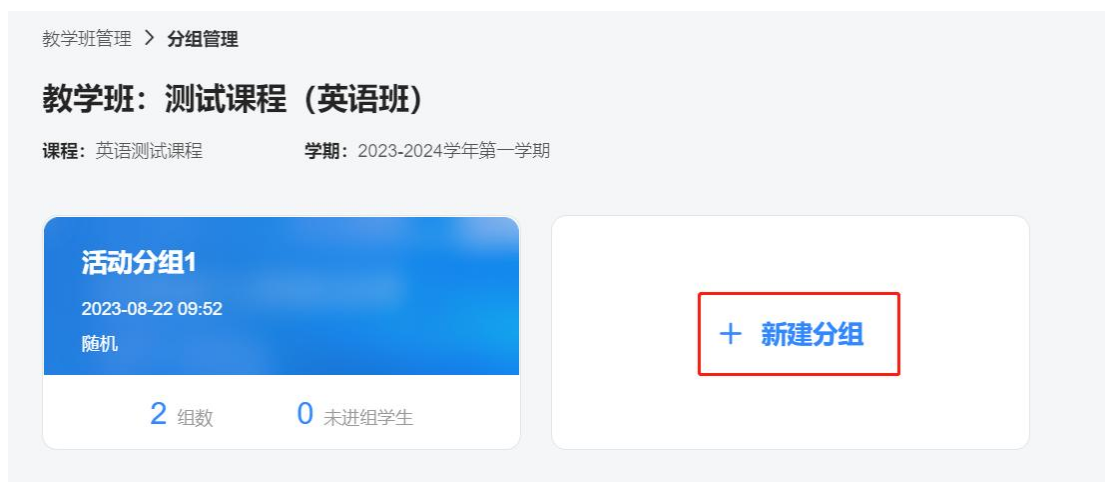 教学班管理 > 分组管理
教学班：测试课程（英语班）
课程：英语测试课程 学期：2023-2024学年第一学期
活动分组1
2023-08-22 09:52
随机
2 组数 0 未进组学生
+ 新建分组